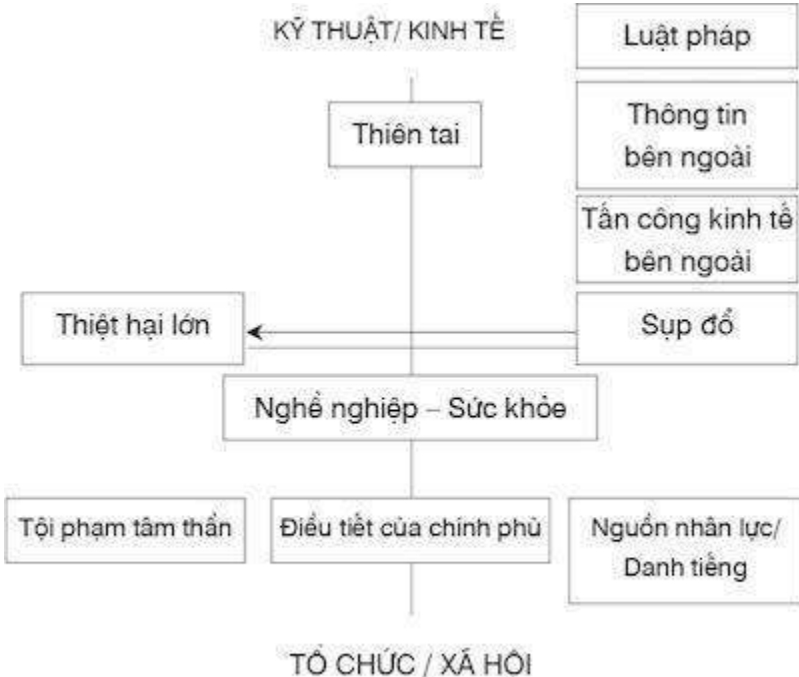 KỸ THUẬT/ KINH TẾ
Luật pháp
Thiên tai
Thông tin
bên ngoài
Tấn công kinh tế
bên ngoài
Thiệt hại lớn
Sụp đổ
Nghề nghiệp – Sức khỏe
Tội phạm tâm thần
Điều tiết của chính phủ
Nguồn nhân lực/
Danh tiếng
TỔ CHỨC / XÃ HỘI